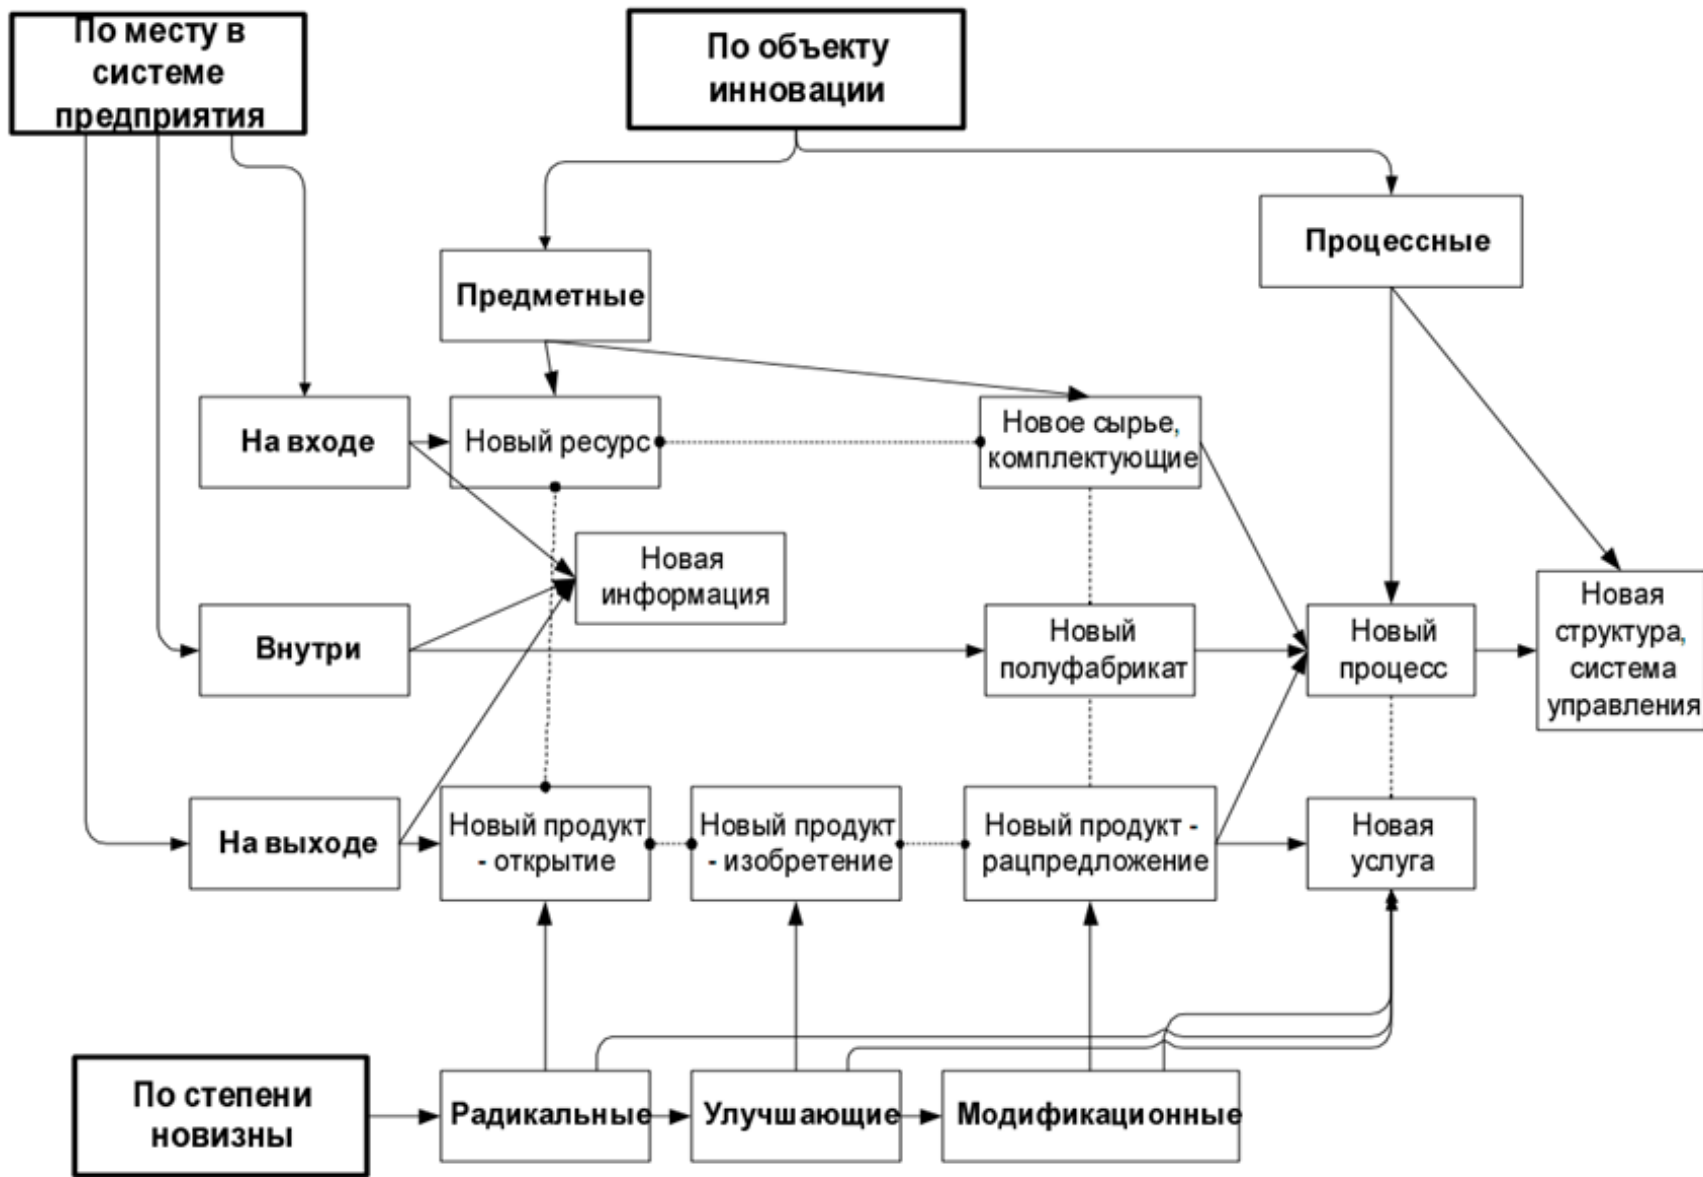 По месту в
системе
предприятия
По объекту
инновации
Процессные
Предметные
На входе
Новый ресурс
Новое сырье,
комплектующие
Новая
информация
Внутри
Новый
полуфабрикат
Новый
процесс
Новая
структура,
система
управления
На выходе
Новый продукт
- открытие
Новый продукт
- изобретение
Новый продукт -
рацпредложение
Новая
услуга
По степени
новизны
Радикальные
Улучшающие
Модификационные